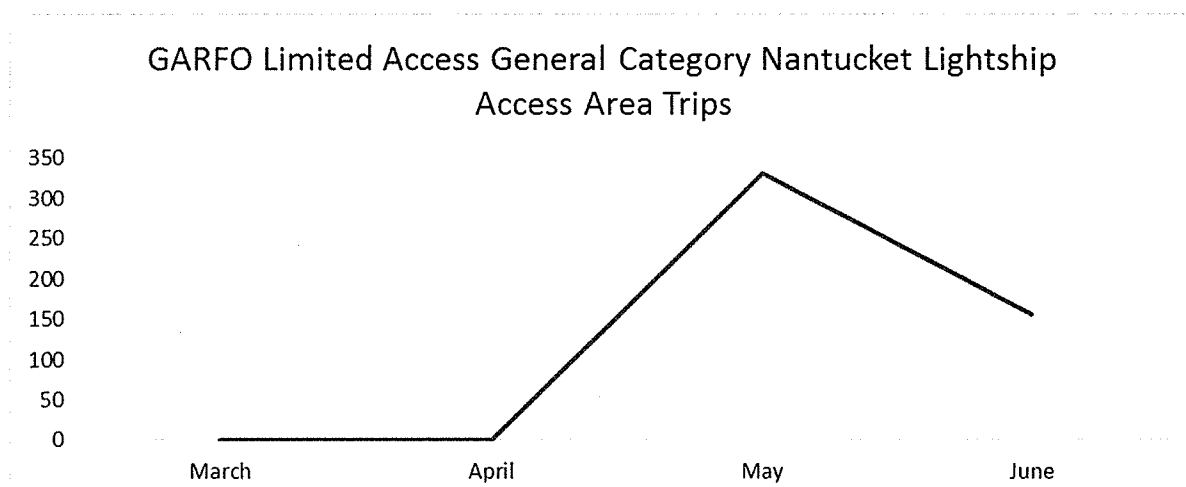 GARFO Limited Access General Category Nantucket Lightship
Access Area Trips
350
300
250
200
150
100
50
0
March April May June